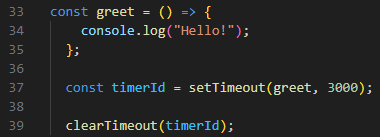 33 const greet = () => {
34 console.log("Hello!");
35 };
36
37 const timerId = setTimeout(greet, 3000);
38
39 clearTimeout(timerId);